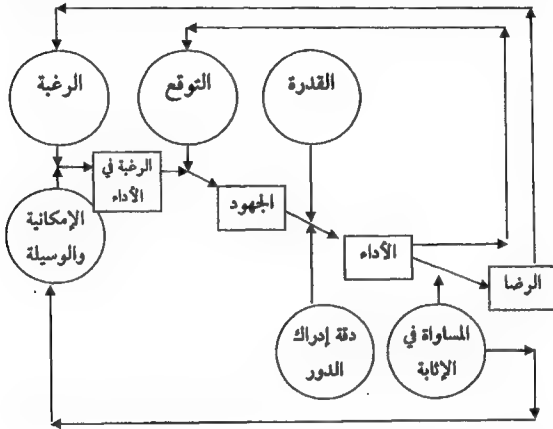 الرغبة
التوقع
القدرة
الرغبة في
الأداء
الإمكانية
والوسيلة
الجهود
الأداء
الرضا
دقة إدراك
الدور
المساواة في
الإثابة